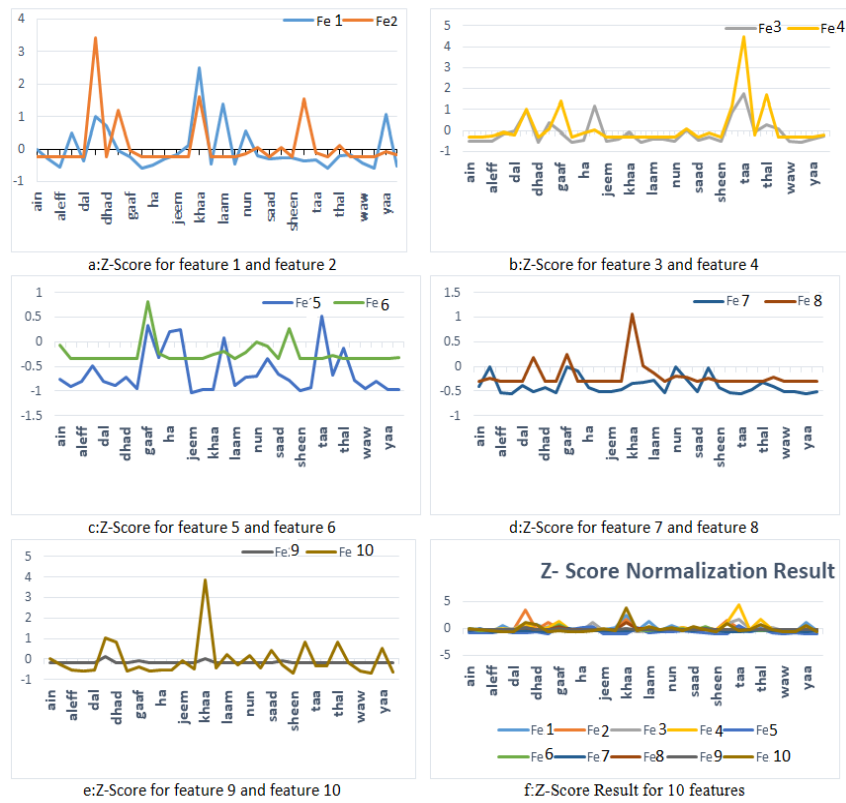 Fe 1 Fe2
4
3
2
1
0
-1
ain aleff dal dhad gaaf ha jeem khaa laam nun saad sheen taa thal waw yaa
a:Z-Score for feature 1 and feature 2
Fe3 Fe 4
5
4
3
2
1
0
-1
ain aleff dal dhad gaaf ha jeem khaa laam nun saad sheen taa thal waw yaa
b:Z-Score for feature 3 and feature 4
Fe 5 Fe 6
1
0.5
0
-0.5
-1
-1.5
ain aleff dal dhad gaaf ha jeem khaa laam nun saad sheen taa thal waw yaa
c:Z-Score for feature 5 and feature 6
Fe 7 Fe 8
1.5
1
0.5
0
-0.5
-1
ain aleff dal dhad gaaf ha jeem khaa laam nun saad sheen taa thal waw yaa
d:Z-Score for feature 7 and feature 8
Fe.9 Fe 10
5
4
3
2
1
0
-1
ain aleff dal dhad gaaf ha jeem khaa laam nun saad sheen taa thal waw yaa
e:Z-Score for feature 9 and feature 10
Z- Score Normalization Result
5
0
-5
ain aleff dal dhad gaaf ha jeem khaa laam nun saad sheen taa thal waw yaa
Fe 1 Fe 2 Fe 3 Fe 4 Fe5
Fe 6 Fe7 Fe8 Fe9 Fe 10
f:Z-Score Result for 10 features